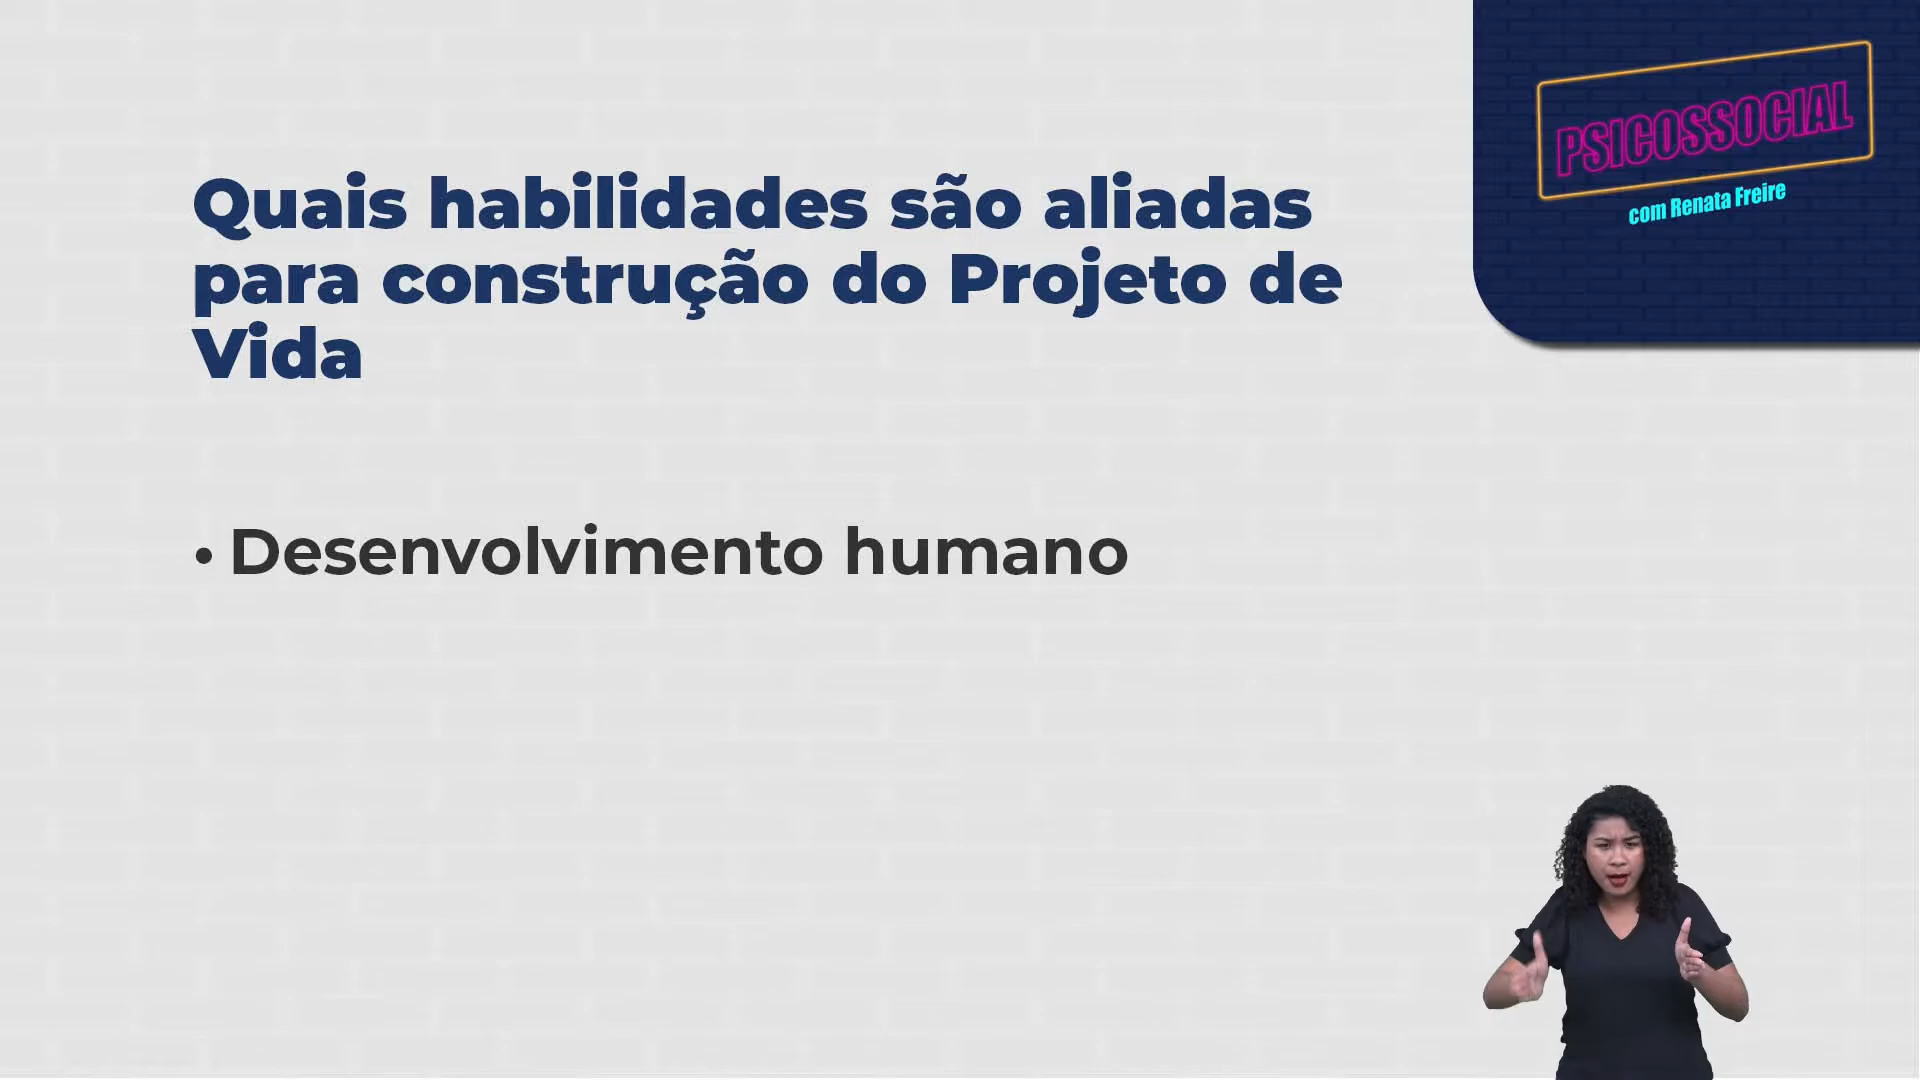 PSICOSSOCIAL
com Renata Freire
Quais habilidades são aliadas
para construção do Projeto de
Vida
• Desenvolvimento humano